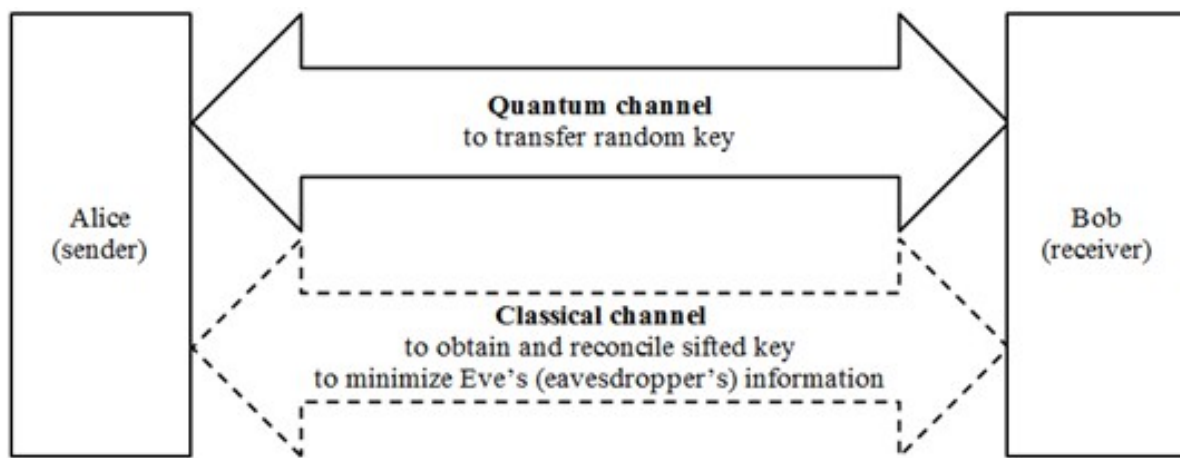 Quantum channel
to transfer random key
Alice
(sender)
Bob
(receiver)
Classical channel
to obtain and reconcile sifted key
to minimize Eve’s (eavesdropper’s) information